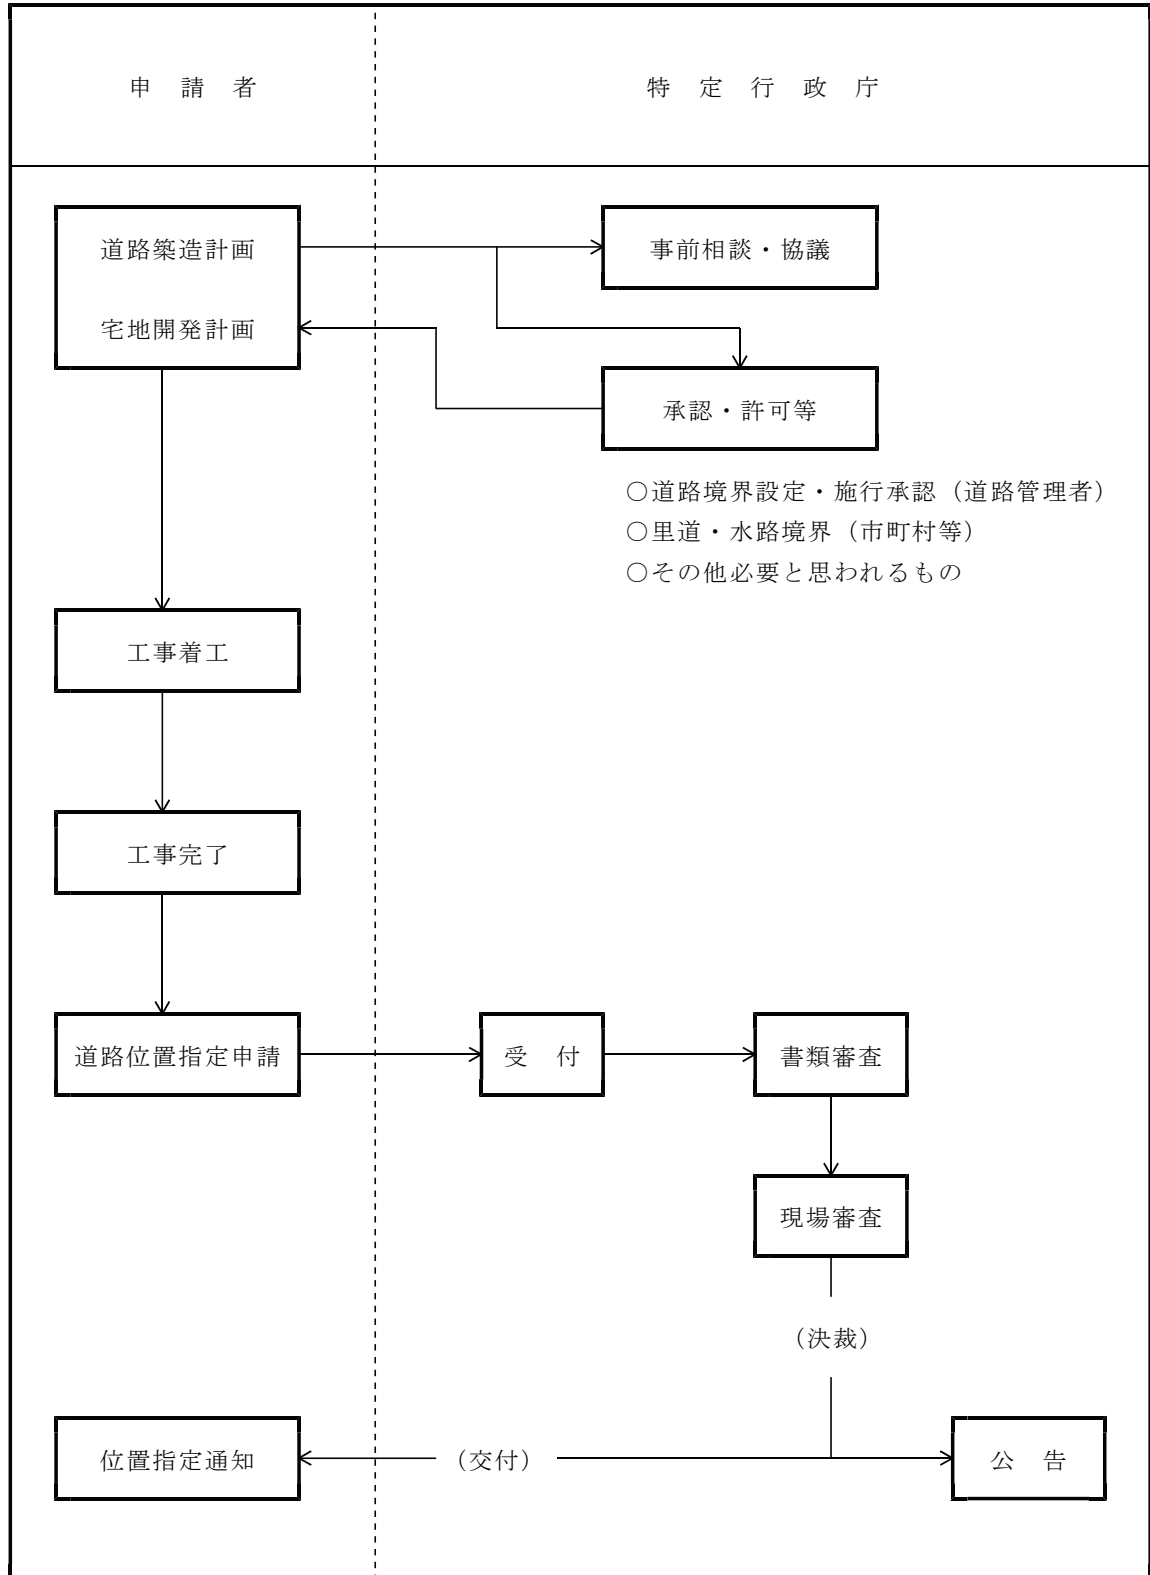 申請者
特定行政庁
道路築造計画
事前相談・協議
宅地開発計画
承認・許可等
○道路境界設定・施行承認（道路管理者）
○里道・水路境界（市町村等）
○その他必要と思われるもの
工事着工
工事完了
道路位置指定申請
受付
書類審査
現場審査
（決裁）
位置指定通知
（交付）
公告